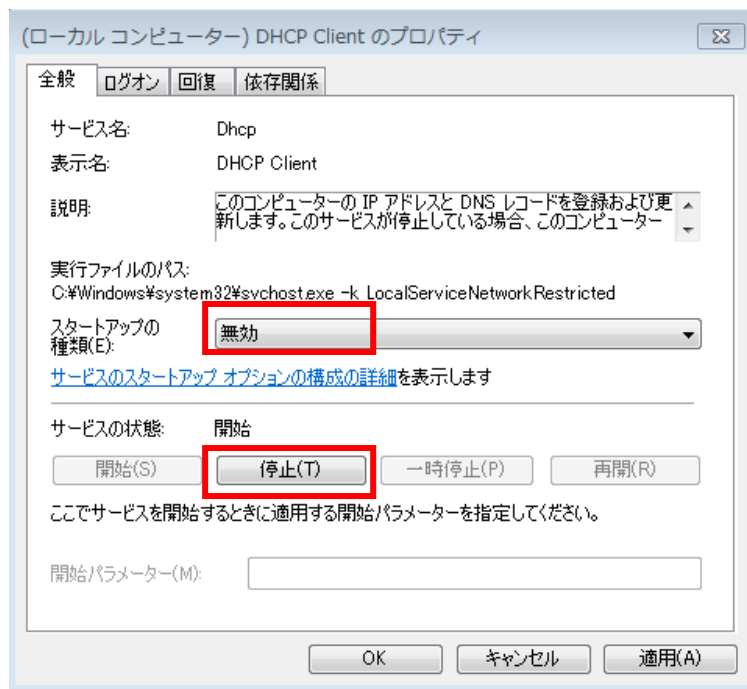 (ローカル コンピューター) DHCP Client のプロパティ
全般 ログオン 回復 依存関係
サービス名: Dhcp
表示名: DHCP Client
説明: このコンピューターの IP アドレスと DNS レコードを登録および更
新します。このサービスが停止している場合、このコンピューター
実行ファイルのパス:
C:¥Windows¥system32¥svchost.exe -k LocalServiceNetworkRestricted
スタートアップの
種類(E): 無効
サービスのスタートアップ オプションの構成の詳細を表示します
サービスの状態: 開始
開始(S) 停止(T) 一時停止(P) 再開(R)
ここでサービスを開始するときに適用する開始パラメーターを指定してください。
開始パラメーター(M):
OK キャンセル 適用(A)